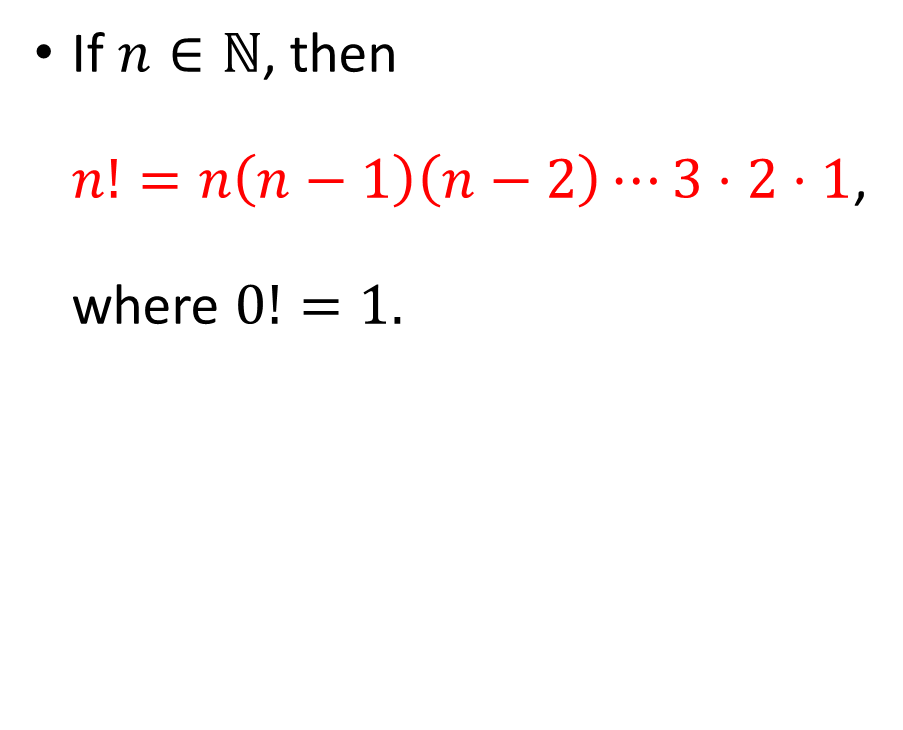 • If 𝑛 ∈ ℕ, then
𝑛! = 𝑛(𝑛 − 1)(𝑛 − 2) ⋯ 3 · 2 · 1,
where 0! = 1.